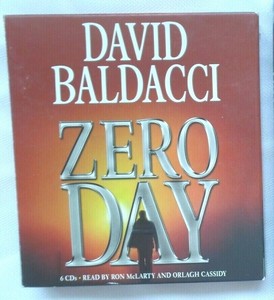 DAVID
BALDACCI
ZERO
DAY
6 CDs • READ BY RON McLARTY AND ORLAGH CASSIDY